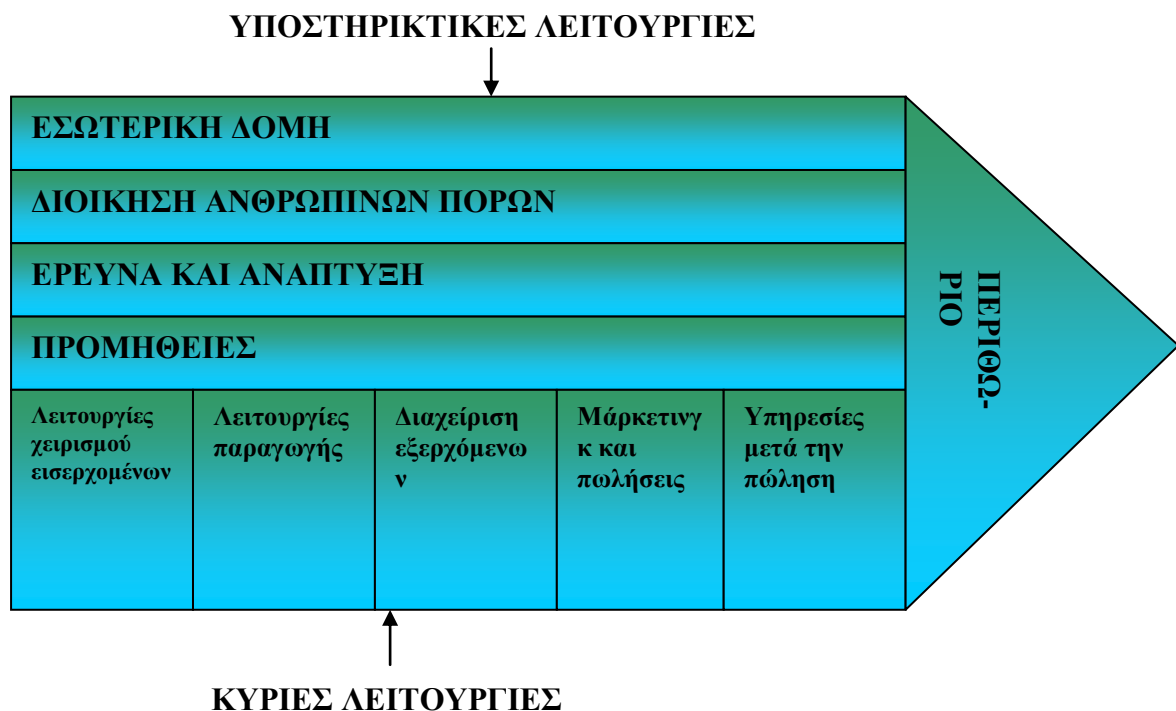 ΥΠΟΣΤΗΡΙΚΤΙΚΕΣ ΛΕΙΤΟΥΡΓΙΕΣ
ΕΣΩΤΕΡΙΚΗ ΔΟΜΗ
ΔΙΟΙΚΗΣΗ ΑΝΘΡΩΠΙΝΩΝ ΠΟΡΩΝ
ΕΡΕΥΝΑ ΚΑΙ ΑΝΑΠΤΥΞΗ
ΠΡΟΜΗΘΕΙΕΣ
Λειτουργίες
χειρισμού
εισερχομένων
Λειτουργίες
παραγωγής
Διαχείριση
εξερχόμενω
ν
Μάρκετινγ
κ και
πωλήσεις
Υπηρεσίες
μετά την
πώληση
ΠΕΡΙΘΩ-
ΡΙΟ
ΚΥΡΙΕΣ ΛΕΙΤΟΥΡΓΙΕΣ